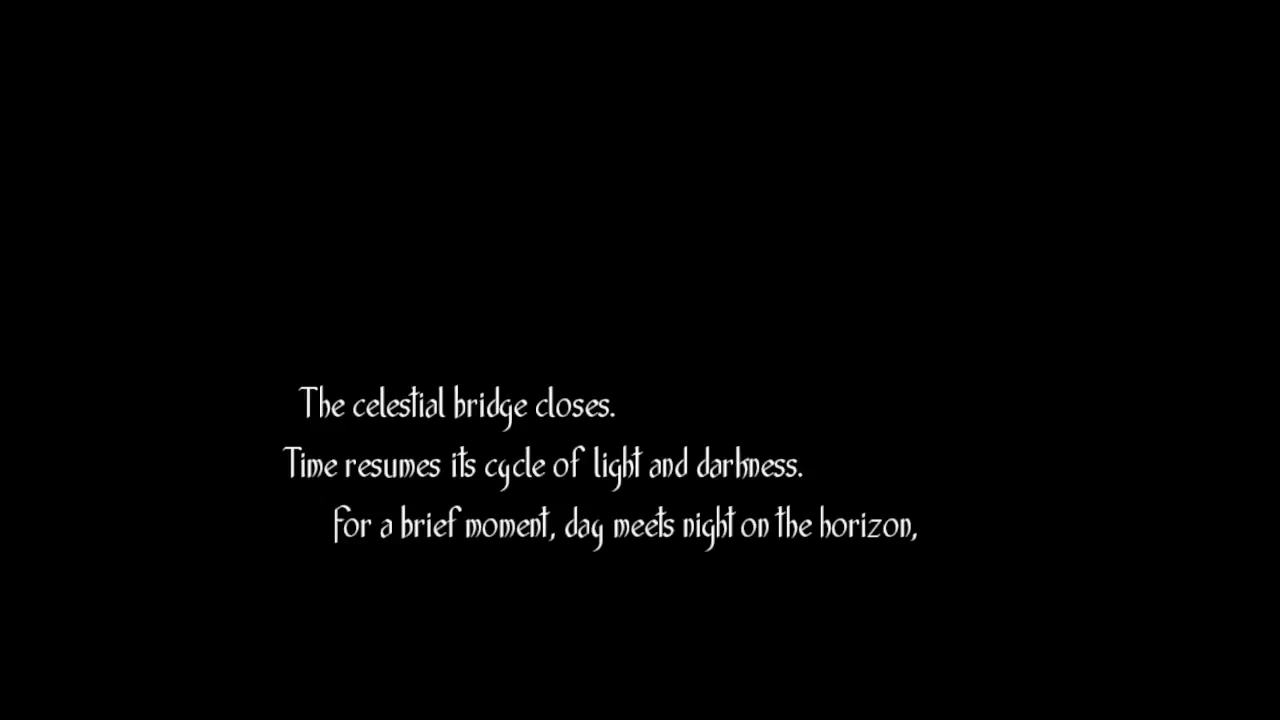 The celestial bridge closes.
Time resumes its cycle of light and darkness.
For a brief moment, day meets night on the horizon,